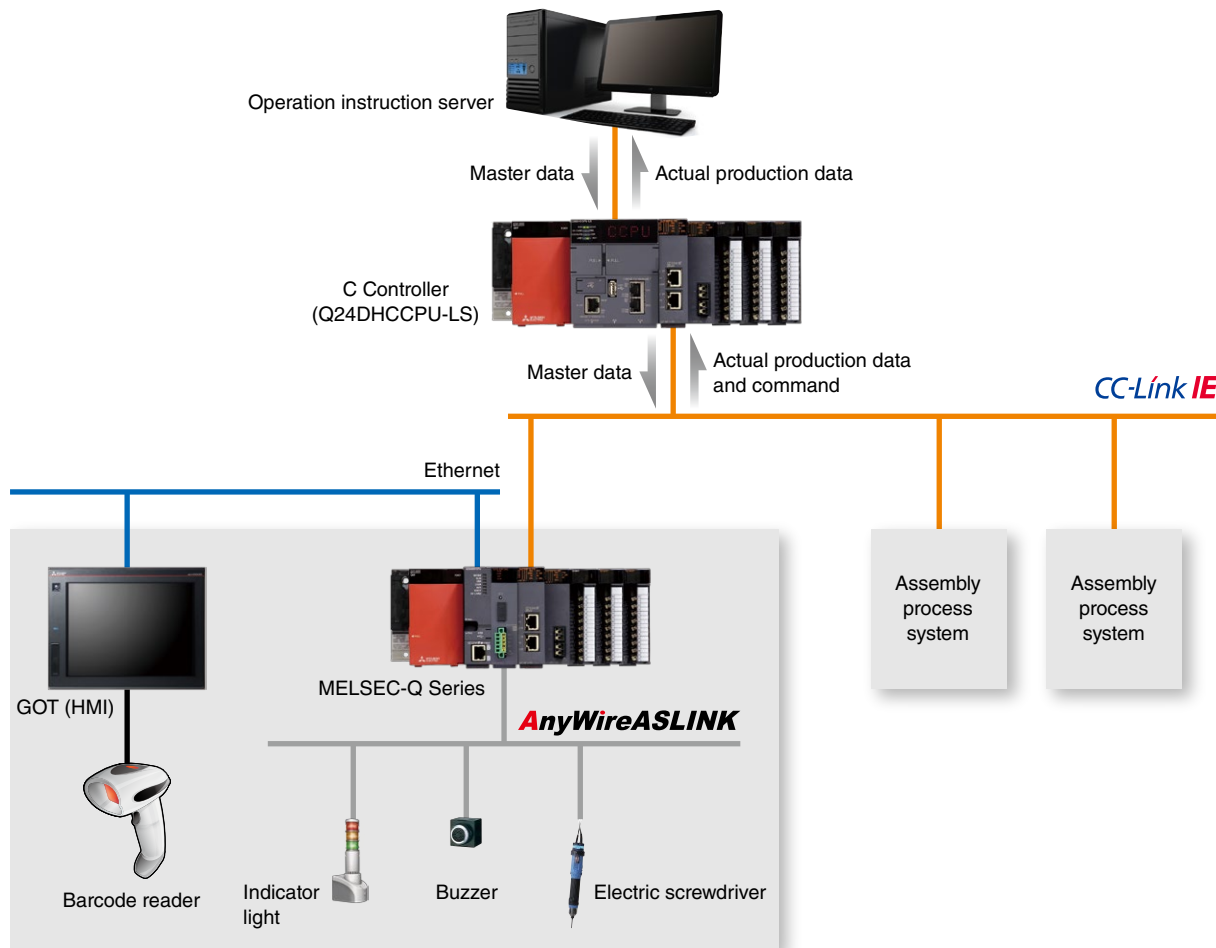 Operation instruction server
Master data
Actual production data
CCPU
C Controller
(Q24DHCCPU-LS)
Master data
Actual production data
and command
CC-Link IE
Ethernet
Assembly
process
system
Assembly
process
system
MELSEC-Q Series
GOT (HMI)
AnyWireASLINK
Barcode reader
Indicator
light
Buzzer
Electric screwdriver